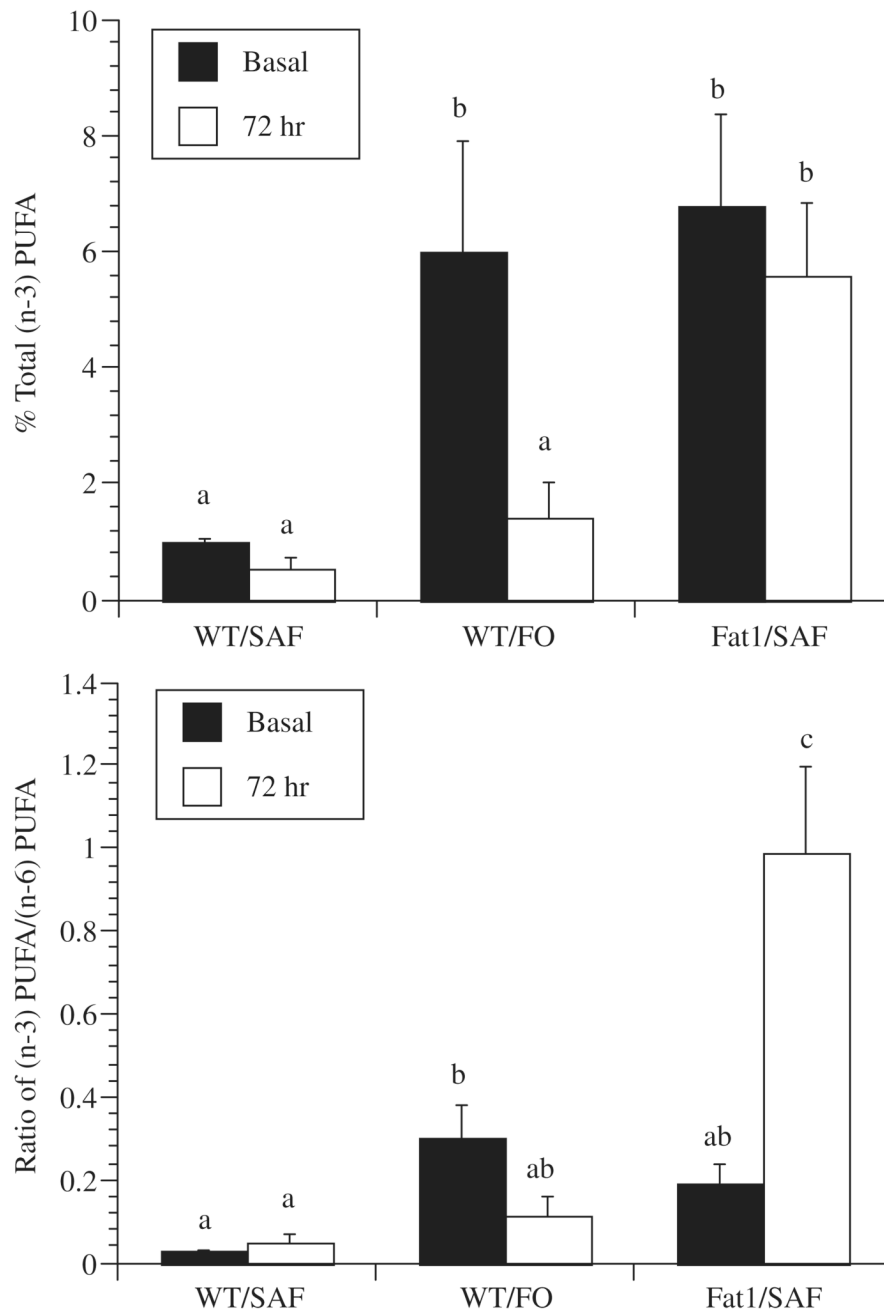 % Total (n-3) PUFA
10
8
6
4
2
0
Basal
72 hr
a
a
b
a
b
b
WT/SAF
WT/FO
Fat1/SAF
Ratio of (n-3) PUFA/(n-6) PUFA
1.4
1.2
1
0.8
0.6
0.4
0.2
0
Basal
72 hr
a
a
b
ab
ab
c
WT/SAF
WT/FO
Fat1/SAF